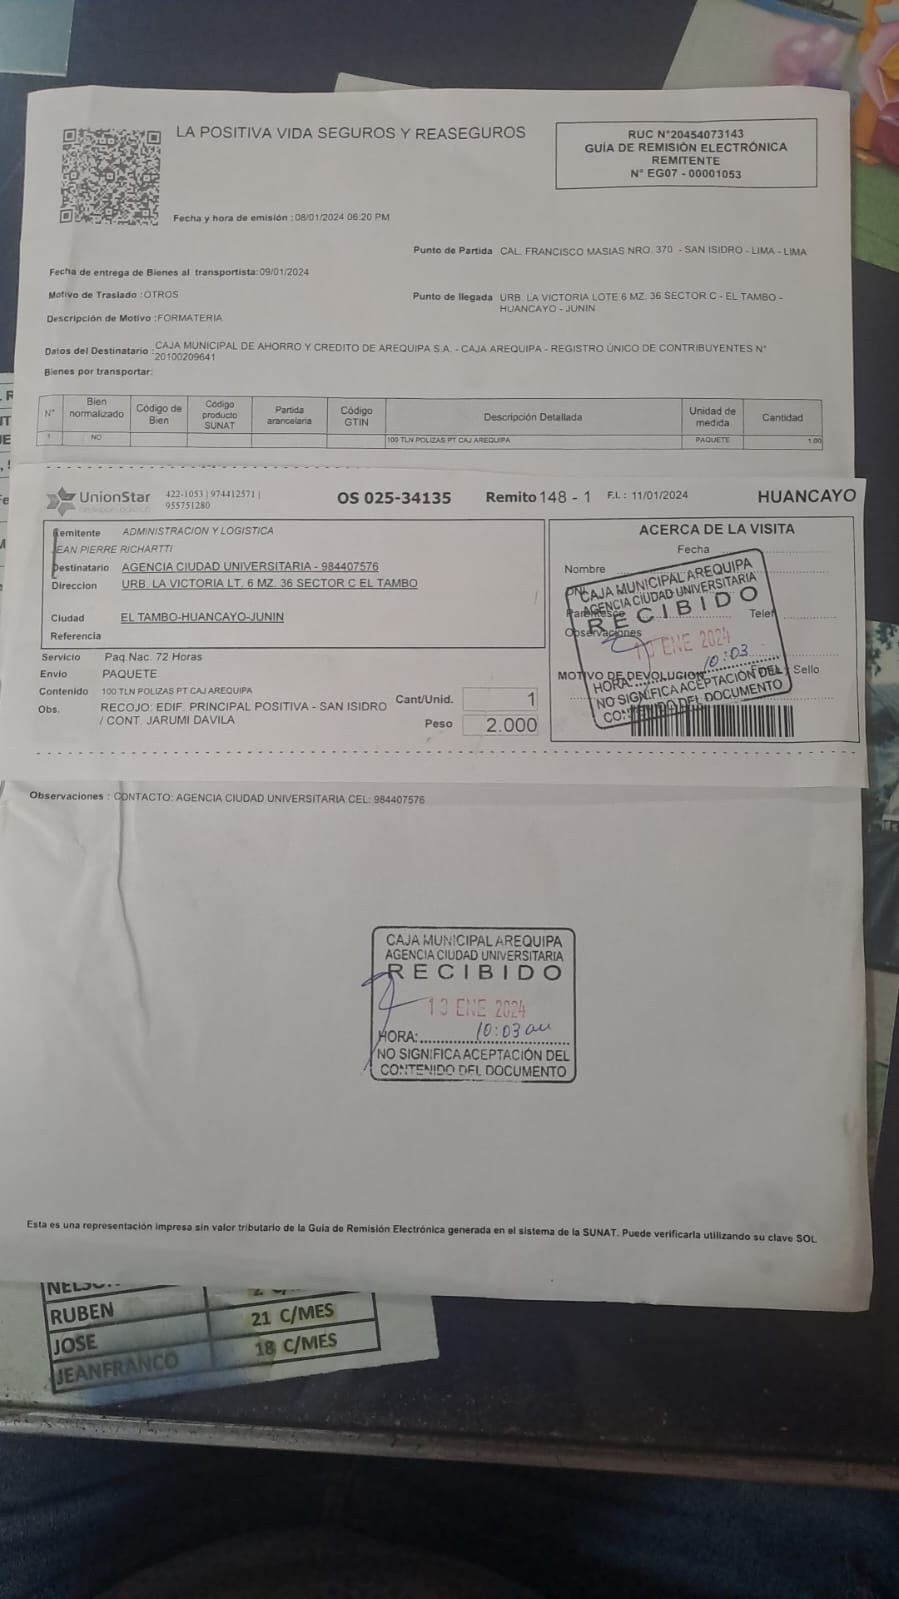 LA POSITIVA VIDA SEGUROS Y REASEGUROS
RUC N°20454073143
GUÍA DE REMISIÓN ELECTRÓNICA
REMITENTE
N° EG07 - 00001053
Fecha y hora de emisión : 08/01/2024 06:20 PM
Punto de Partida CAL. FRANCISCO MASIAS NRO. 370 - SAN ISIDRO - LIMA - LIMA
Fecha de entrega de Bienes al transportista: 09/01/2024
Motivo de Traslado : OTROS
Punto de llegada URB. LA VICTORIA LOTE 6 MZ. 36 SECTOR C - EL TAMBO -
HUANCAYO - JUNIN
Descripción de Motivo : FORMATERIA
Datos del Destinatario : CAJA MUNICIPAL DE AHORRO Y CREDITO DE AREQUIPA S.A. - CAJA AREQUIPA - REGISTRO ÚNICO DE CONTRIBUYENTES N°
20100209641
Bienes por transportar:
N° Bien normalizado Código de Bien Código producto SUNAT Partida arancelaria Código GTIN Descripción Detallada Unidad de medida Cantidad
1 NO 100 TLN POLIZAS PT CAJ AREQUIPA PAQUETE 1.00
UnionStar 422-1053 | 974412571 |
955751280
OS 025-34135 Remito 148 - 1 F.I. : 11/01/2024 HUANCAYO
Remitente ADMINISTRACION Y LOGISTICA
JEAN PIERRE RICHARTTI
Destinatario AGENCIA CIUDAD UNIVERSITARIA - 984407576
Direccion URB. LA VICTORIA LT. 6 MZ. 36 SECTOR C EL TAMBO
Ciudad EL TAMBO-HUANCAYO-JUNIN
Referencia
Servicio Paq.Nac. 72 Horas
Envio PAQUETE
Contenido 100 TLN POLIZAS PT CAJ AREQUIPA
Obs. RECOJO: EDIF. PRINCIPAL POSITIVA - SAN ISIDRO
/ CONT. JARUMI DAVILA
Cant/Unid. 1
Peso 2.000
ACERCA DE LA VISITA
Fecha
Nombre
Parentesco
Telef
Observaciones
MOTIVO DE DEVOLUCION
Sello
CAJA MUNICIPAL AREQUIPA
AGENCIA CIUDAD UNIVERSITARIA
RECIBIDO
ENE 2024
HORA: 10:03
NO SIGNIFICA ACEPTACIÓN DEL
CONTENIDO DEL DOCUMENTO
Observaciones : CONTACTO: AGENCIA CIUDAD UNIVERSITARIA CEL: 984407576
CAJA MUNICIPAL AREQUIPA
AGENCIA CIUDAD UNIVERSITARIA
RECIBIDO
13 ENE 2024
HORA: 10:03 am
NO SIGNIFICA ACEPTACIÓN DEL
CONTENIDO DEL DOCUMENTO
Esta es una representación impresa sin valor tributario de la Guía de Remisión Electrónica generada en el sistema de la SUNAT. Puede verificarla utilizando su clave SOL
RUBEN 21 C/MES
JOSE 18 C/MES
JEANFRANCO